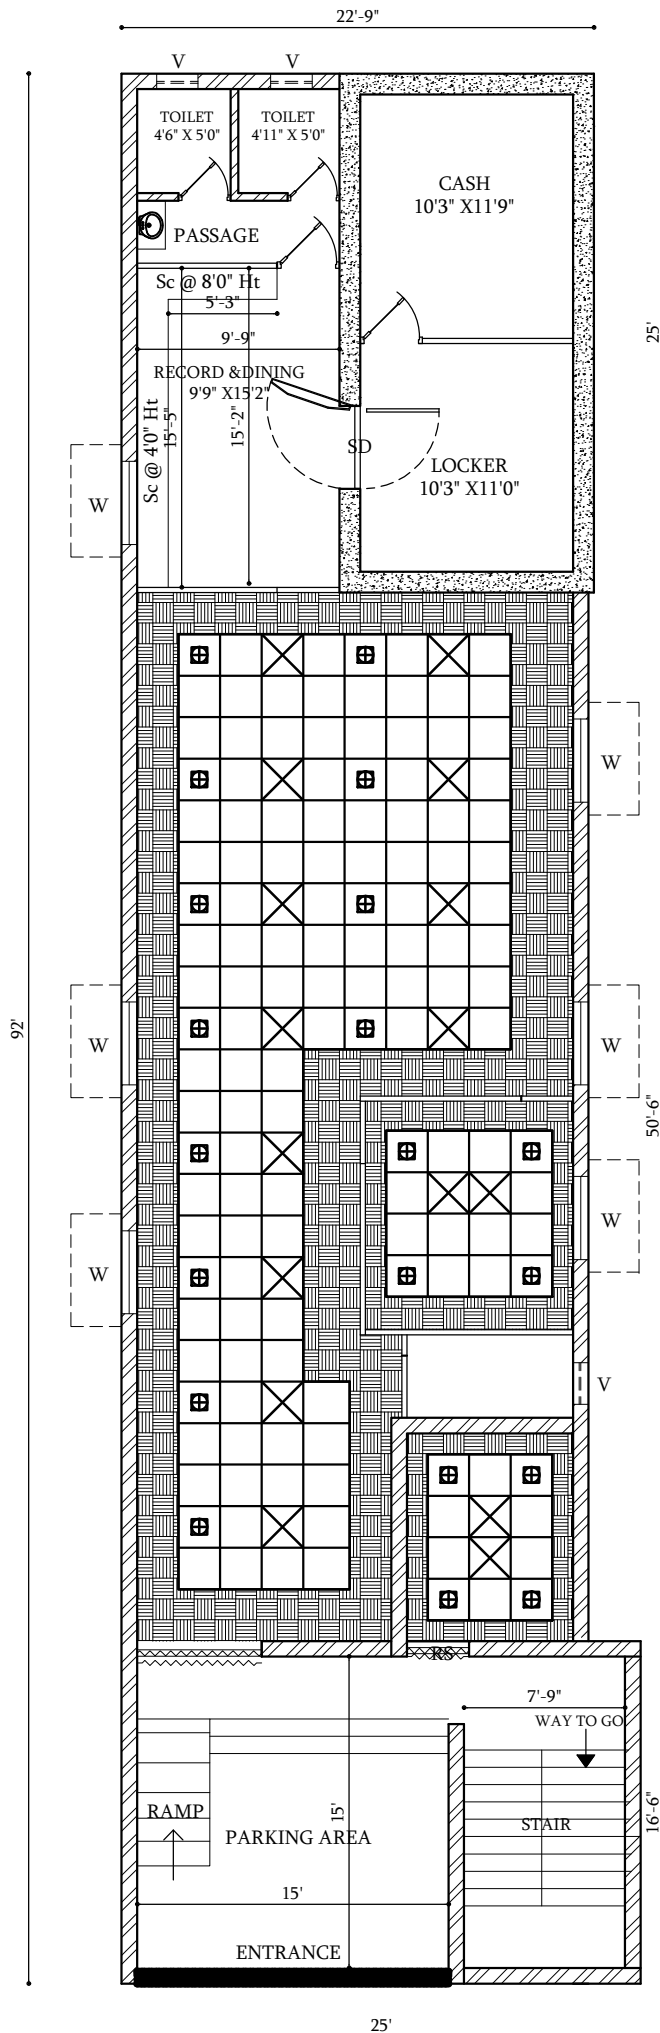 22'-9"
V
V
TOILET
4'6" X 5'0"
TOILET
4'11" X 5'0"
CASH
10'3" X11'9"
PASSAGE
Sc @ 8'0" Ht
5'-3"
25'
9'-9"
RECORD &DINING
9'9" X15'2"
Sc @ 4'0" Ht
15'-5"
15'-2"
SD
LOCKER
10'3" X11'0"
W
W
92'
W
W
50'-6"
W
W
V
RS
7'-9"
WAY TO GO
RAMP
15'
PARKING AREA
STAIR
16'-6"
15'
ENTRANCE
25'